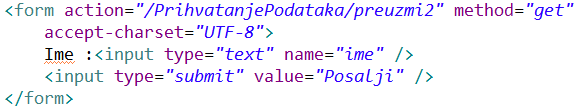 <form action="/PrihvatanjePodataka/preuzmi2" method="get"
accept-charset="UTF-8">
Ime :<input type="text" name="ime" />
<input type="submit" value="Posalji" />
</form>